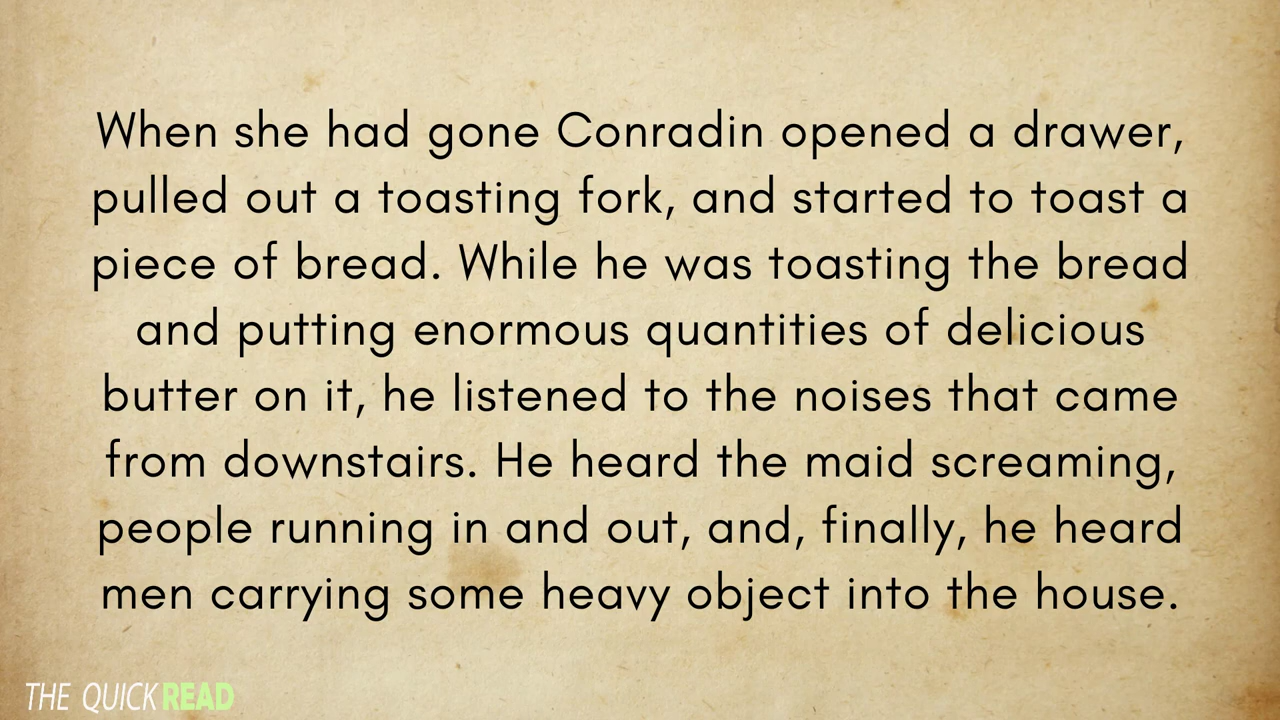 When she had gone Conradin opened a drawer,
pulled out a toasting fork, and started to toast a
piece of bread. While he was toasting the bread
and putting enormous quantities of delicious
butter on it, he listened to the noises that came
from downstairs. He heard the maid screaming,
people running in and out, and, finally, he heard
men carrying some heavy object into the house.
THE QUICK READ